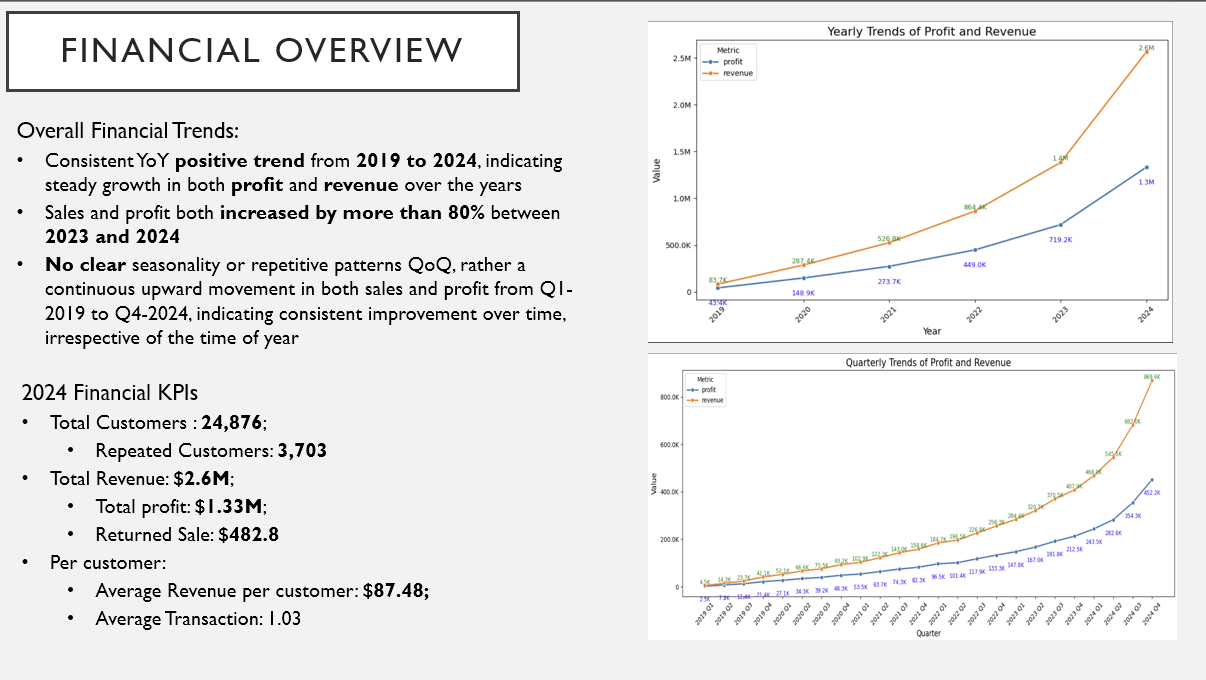 FINANCIAL OVERVIEW
Overall Financial Trends:
• Consistent YoY positive trend from 2019 to 2024, indicating
steady growth in both profit and revenue over the years
• Sales and profit both increased by more than 80% between
2023 and 2024
• No clear seasonality or repetitive patterns QoQ, rather a
continuous upward movement in both sales and profit from Q1-
2019 to Q4-2024, indicating consistent improvement over time,
irrespective of the time of year
2024 Financial KPIs
• Total Customers : 24,876;
• Repeated Customers: 3,703
• Total Revenue: $2.6M;
• Total profit: $1.33M;
• Returned Sale: $482.8
• Per customer:
• Average Revenue per customer: $87.48;
• Average Transaction: 1.03
Yearly Trends of Profit and Revenue
Metric
profit
revenue
Value
2.5M
2.0M
1.5M
1.0M
500.0K
0
83.7K
287.4K
526.8K
864.4K
1.4M
2.6M
43.4K
148.9K
273.7K
449.0K
719.2K
1.3M
2019
2020
2021
2022
2023
2024
Year
Quarterly Trends of Profit and Revenue
Metric
profit
revenue
Value
800.0K
600.0K
400.0K
200.0K
0
4.5K
14.3K
23.7K
41.1K
52.1K
66.6K
75.5K
93.2K
102.9K
122.3K
143.0K
158.6K
184.7K
196.5K
226.8K
256.3K
284.4K
320.7K
370.5K
407.9K
468.0K
545.5K
682.0K
869.6K
2.5K
7.1K
12.4K
21.4K
27.1K
34.3K
39.2K
48.3K
53.5K
63.7K
74.3K
82.3K
96.5K
101.4K
117.9K
133.3K
147.8K
167.0K
191.8K
212.5K
243.5K
282.6K
354.3K
452.2K
2019 Q1
2019 Q2
2019 Q3
2019 Q4
2020 Q1
2020 Q2
2020 Q3
2020 Q4
2021 Q1
2021 Q2
2021 Q3
2021 Q4
2022 Q1
2022 Q2
2022 Q3
2022 Q4
2023 Q1
2023 Q2
2023 Q3
2023 Q4
2024 Q1
2024 Q2
2024 Q3
2024 Q4
Quarter